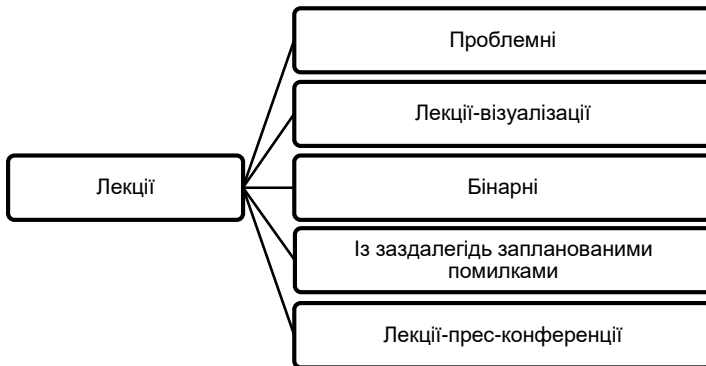 Лекції
Проблемні
Лекції-візуалізації
Бінарні
Із заздалегідь запланованими
помилками
Лекції-прес-конференції